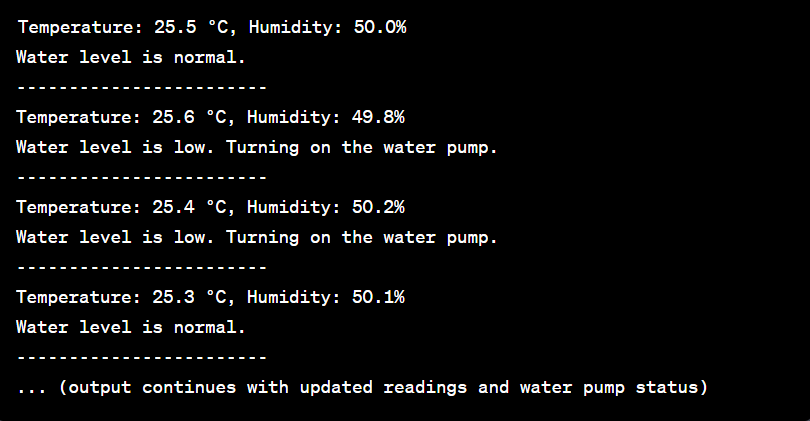 Temperature: 25.5 °C, Humidity: 50.0%
Water level is normal.
------------------------
Temperature: 25.6 °C, Humidity: 49.8%
Water level is low. Turning on the water pump.
------------------------
Temperature: 25.4 °C, Humidity: 50.2%
Water level is low. Turning on the water pump.
------------------------
Temperature: 25.3 °C, Humidity: 50.1%
Water level is normal.
------------------------
... (output continues with updated readings and water pump status)